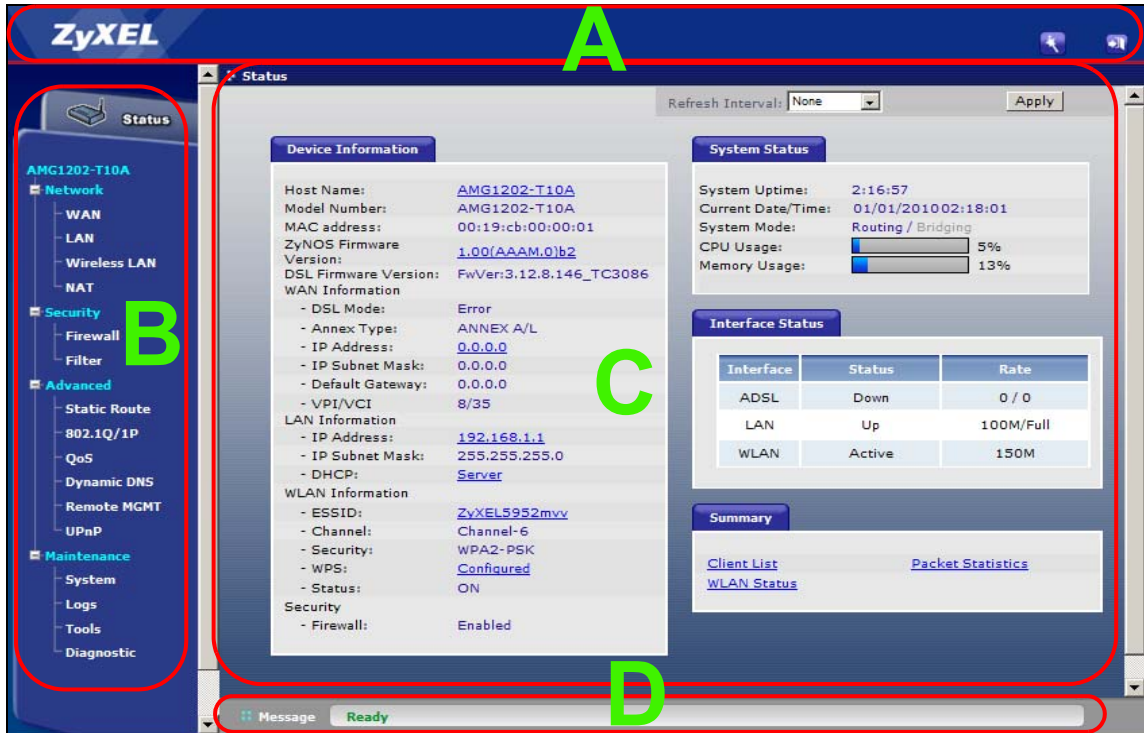 ZyXEL
A
Status
AMG1202-T10A
Network
WAN
LAN
Wireless LAN
NAT
Security
Firewall
Filter
Advanced
Static Route
802.1Q/1P
QoS
Dynamic DNS
Remote MGMT
UPnP
Maintenance
System
Logs
Tools
Diagnostic
B
Status
Refresh Interval: None Apply
Device Information
Host Name: AMG1202-T10A
Model Number: AMG1202-T10A
MAC address: 00:19:cb:00:00:01
ZyNOS Firmware
Version: 1.00(AAAM.0)b2
DSL Firmware Version: FwVer:3.12.8.146_TC3086
WAN Information
- DSL Mode: Error
- Annex Type: ANNEX A/L
- IP Address: 0.0.0.0
- IP Subnet Mask: 0.0.0.0
- Default Gateway: 0.0.0.0
- VPI/VCI 8/35
LAN Information
- IP Address: 192.168.1.1
- IP Subnet Mask: 255.255.255.0
- DHCP: Server
WLAN Information
- ESSID: ZyXEL5952mvv
- Channel: Channel-6
- Security: WPA2-PSK
- WPS: Configured
- Status: ON
Security
- Firewall: Enabled
C
System Status
System Uptime: 2:16:57
Current Date/Time: 01/01/201002:18:01
System Mode: Routing / Bridging
CPU Usage: 5%
Memory Usage: 13%
Interface Status
Interface Status Rate
ADSL Down 0 / 0
LAN Up 100M/Full
WLAN Active 150M
Summary
Client List Packet Statistics
WLAN Status
D
Message Ready